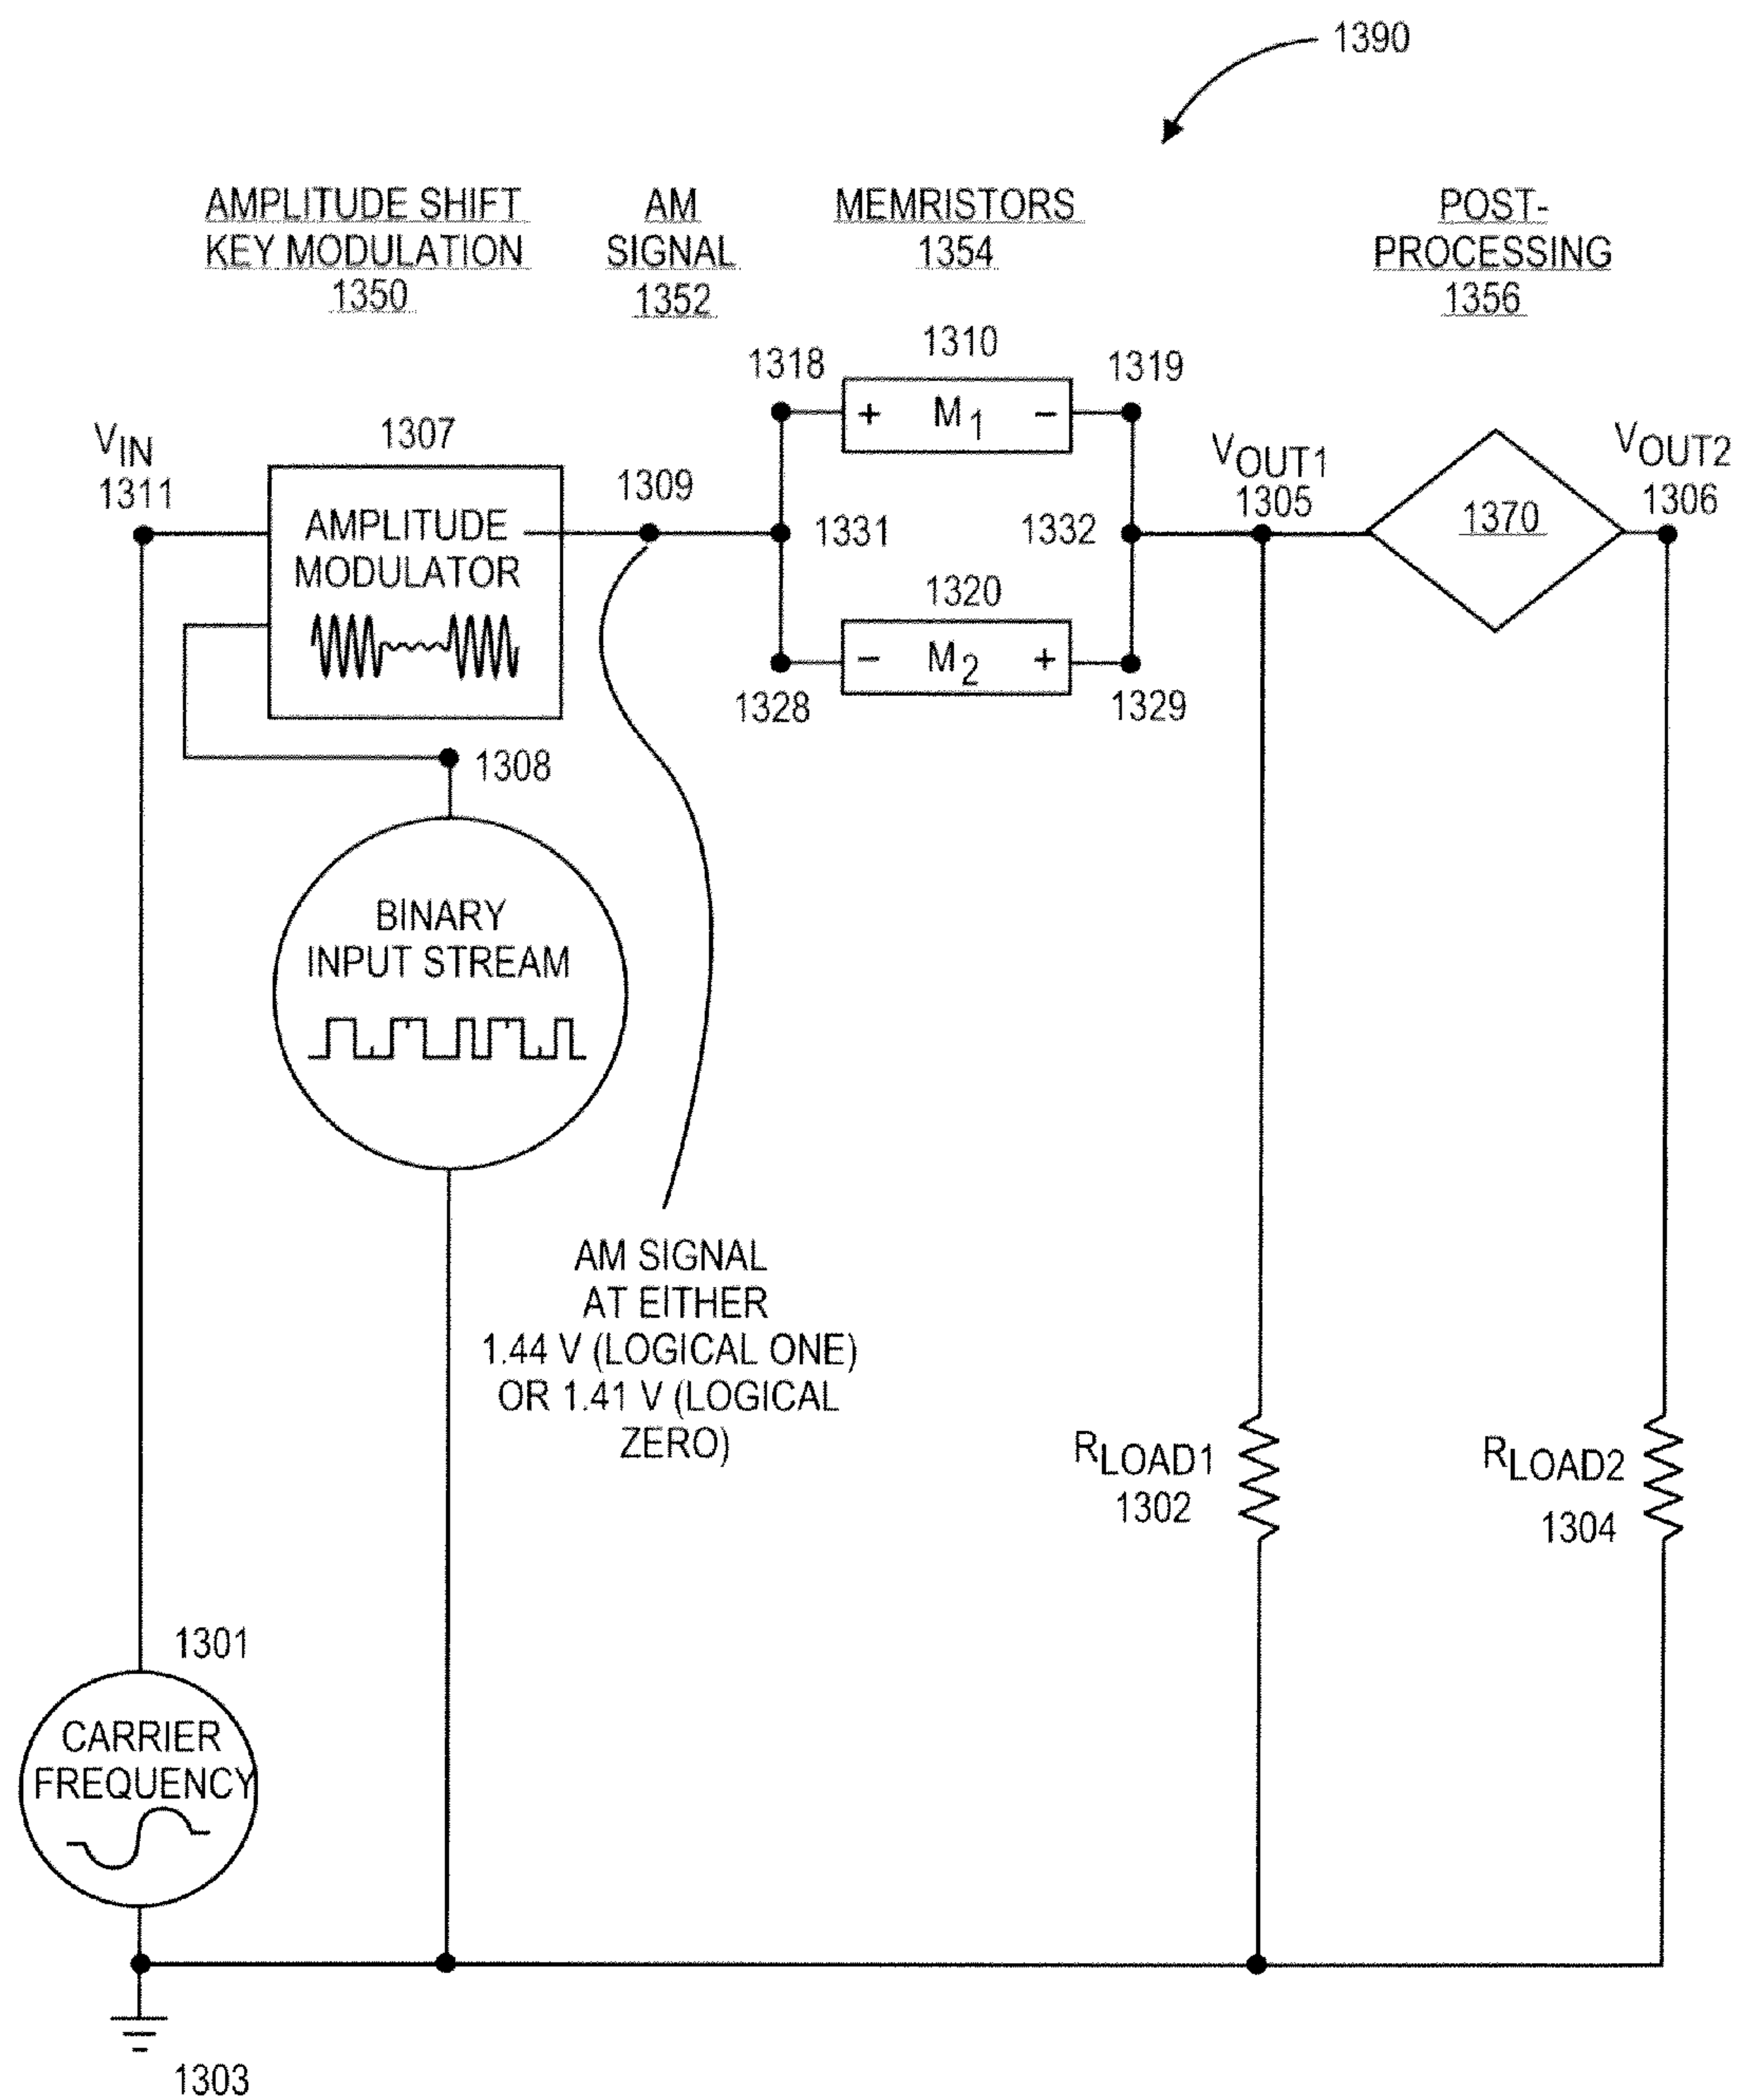 1390
AMPLITUDE SHIFT
KEY MODULATION
1350
AM
SIGNAL
1352
MEMRISTORS
1354
POST-
PROCESSING
1356
1318
1310
1319
+ M1 −
VIN
1311
1307
AMPLITUDE
MODULATOR
1309
1331
1332
VOUT1
1305
1370
VOUT2
1306
1320
− M2 +
1328
1329
1308
BINARY
INPUT STREAM
AM SIGNAL
AT EITHER
1.44 V (LOGICAL ONE)
OR 1.41 V (LOGICAL
ZERO)
RLOAD1
1302
RLOAD2
1304
1301
CARRIER
FREQUENCY
1303